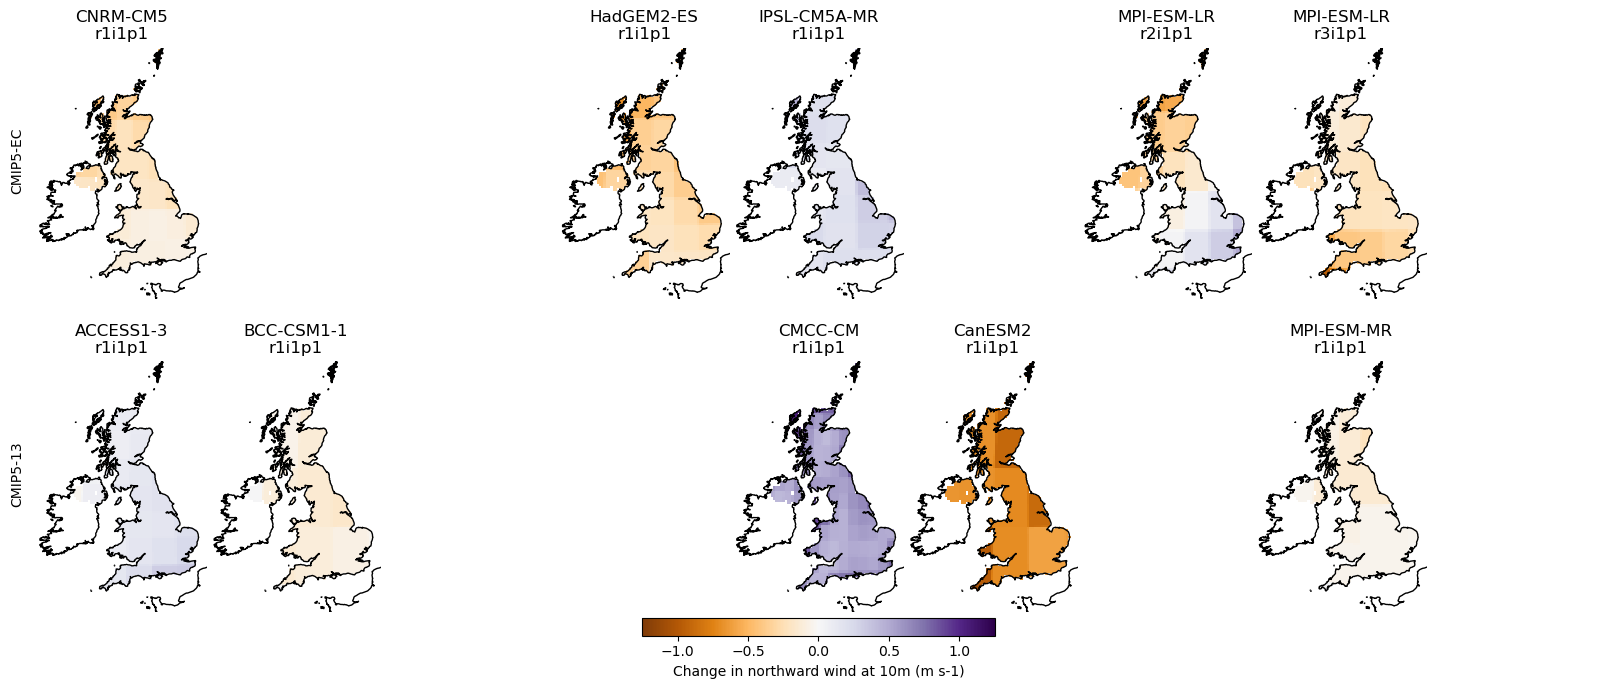 CNRM-CM5
r1i1p1
HadGEM2-ES
r1i1p1
IPSL-CM5A-MR
r1i1p1
MPI-ESM-LR
r2i1p1
MPI-ESM-LR
r3i1p1
CMIP5-EC
ACCESS1-3
r1i1p1
BCC-CSM1-1
r1i1p1
CMCC-CM
r1i1p1
CanESM2
r1i1p1
MPI-ESM-MR
r1i1p1
CMIP5-13
−1.0 −0.5 0.0 0.5 1.0
Change in northward wind at 10m (m s-1)